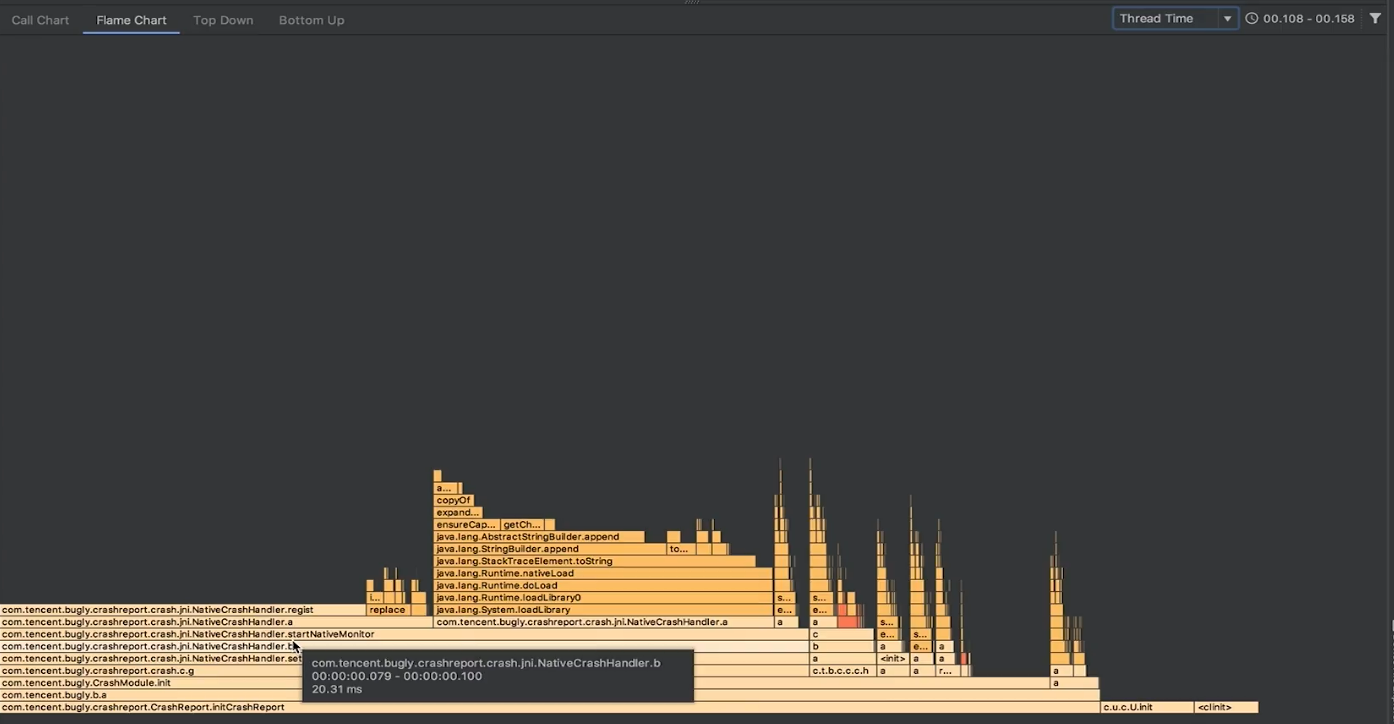 Call Chart Flame Chart Top Down Bottom Up Thread Time 00.108 - 00.158
a...
copyOf
expand...
ensureCap... getCh...
java.lang.AbstractStringBuilder.append
java.lang.StringBuilder.append to...
java.lang.StackTraceElement.toString
java.lang.Runtime.nativeLoad
java.lang.Runtime.doLoad
i... java.lang.Runtime.loadLibrary0 s... s...
com.tencent.bugly.crashreport.crash.jni.NativeCrashHandler.regist replace java.lang.System.loadLibrary e... e...
com.tencent.bugly.crashreport.crash.jni.NativeCrashHandler.a com.tencent.bugly.crashreport.crash.jni.NativeCrashHandler.a a a s...
com.tencent.bugly.crashreport.crash.jni.NativeCrashHandler.startNativeMonitor c e... s...
com.tencent.bugly.crashreport.crash.jni.NativeCrashHandler.b b a e... a
com.tencent.bugly.crashreport.crash.jni.NativeCrashHandler.set a <init> a a
com.tencent.bugly.crashreport.crash.c.g c.t.b.c.c.c.h a a r... a
com.tencent.bugly.CrashModule.init a
com.tencent.bugly.b.a
com.tencent.bugly.crashreport.CrashReport.initCrashReport c.u.c.U.init <clinit>
com.tencent.bugly.crashreport.crash.jni.NativeCrashHandler.b
00:00:00.079 - 00:00:00.100
20.31 ms